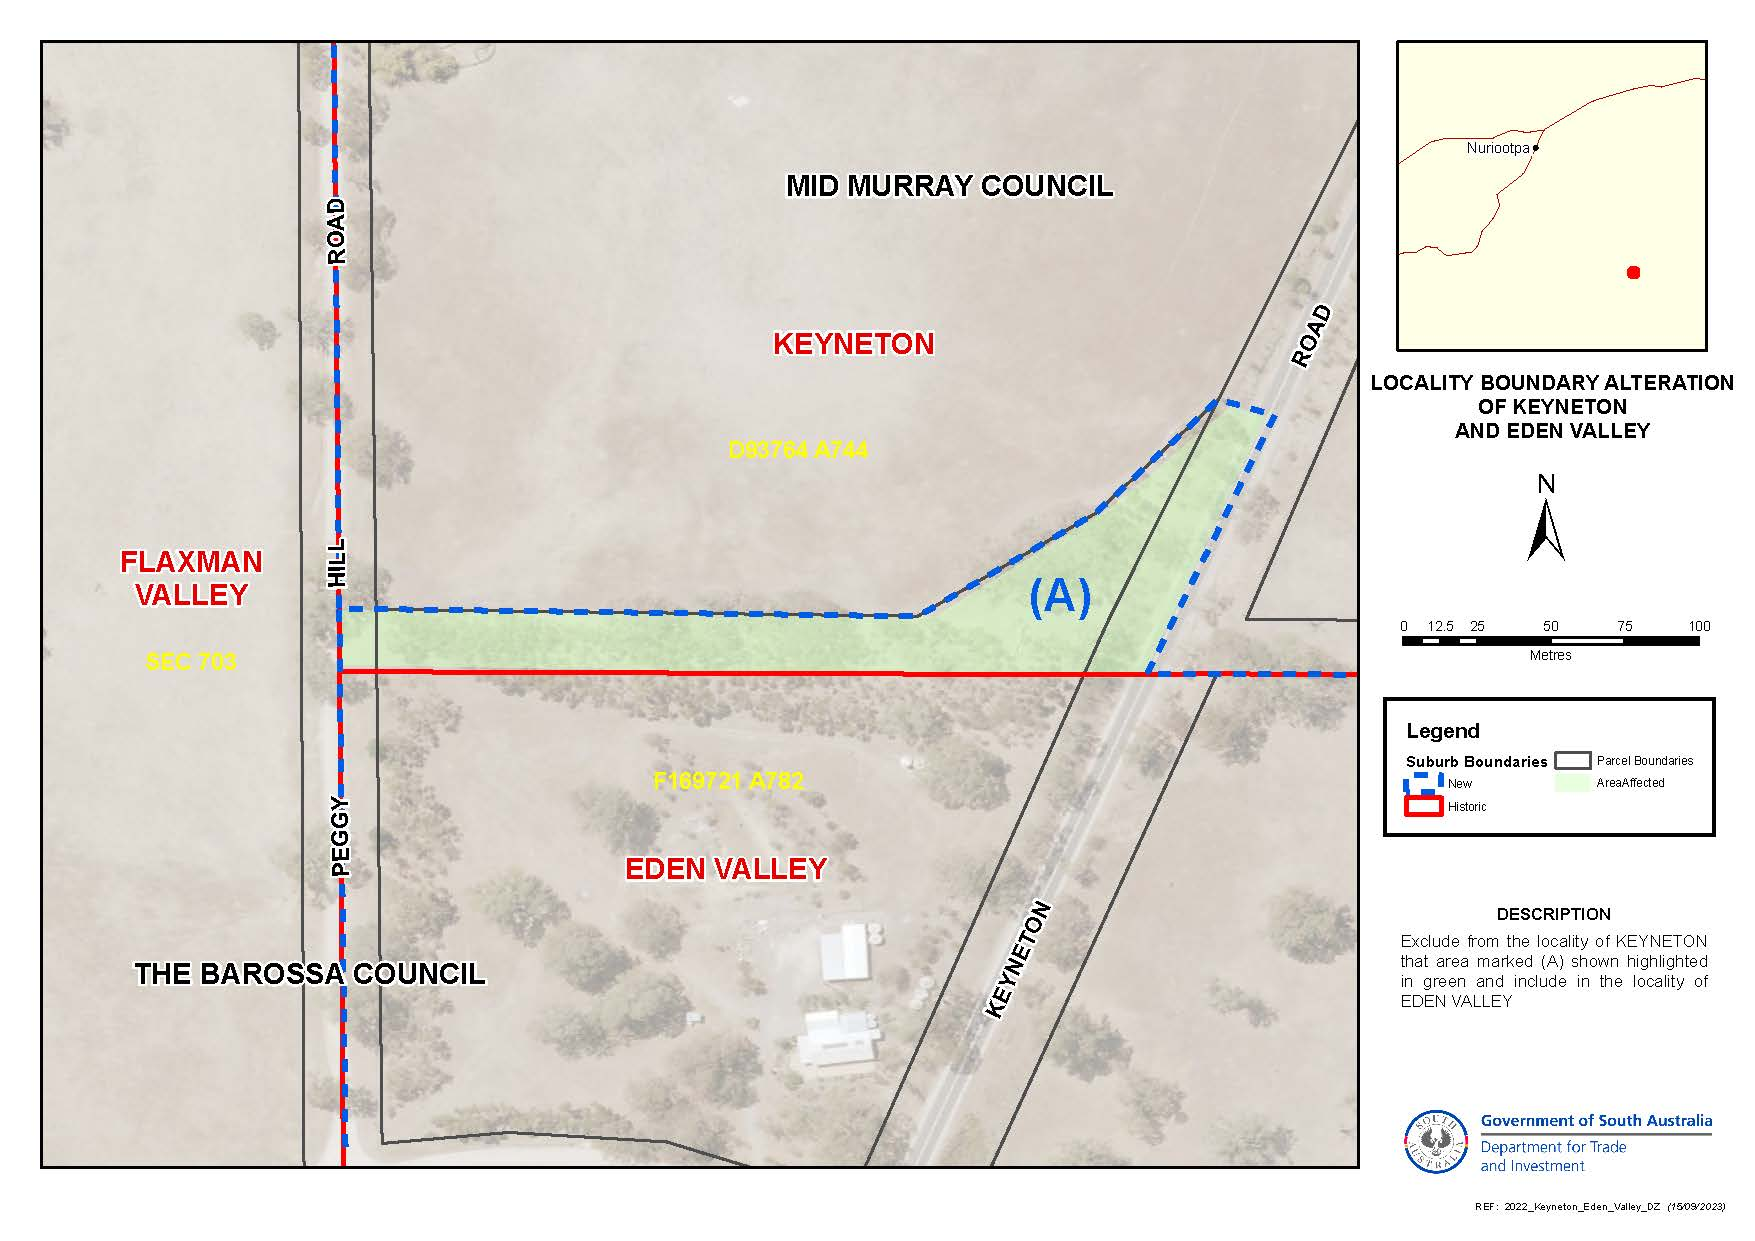 MID MURRAY COUNCIL
KEYNETON
D93764 A744
FLAXMAN
VALLEY
SEC 703
PEGGY HILL ROAD
(A)
F169721 A782
EDEN VALLEY
THE BAROSSA COUNCIL
KEYNETON ROAD
Nuriootpa
LOCALITY BOUNDARY ALTERATION
OF KEYNETON
AND EDEN VALLEY
N
0 12.5 25 50 75 100
Metres
Legend
Suburb Boundaries
New
Historic
Parcel Boundaries
AreaAffected
DESCRIPTION
Exclude from the locality of KEYNETON
that area marked (A) shown highlighted
in green and include in the locality of
EDEN VALLEY
SOUTH AUSTRALIA
Government of South Australia
Department for Trade
and Investment
REF: 2022_Keyneton_Eden_Valley_DZ (15/09/2023)